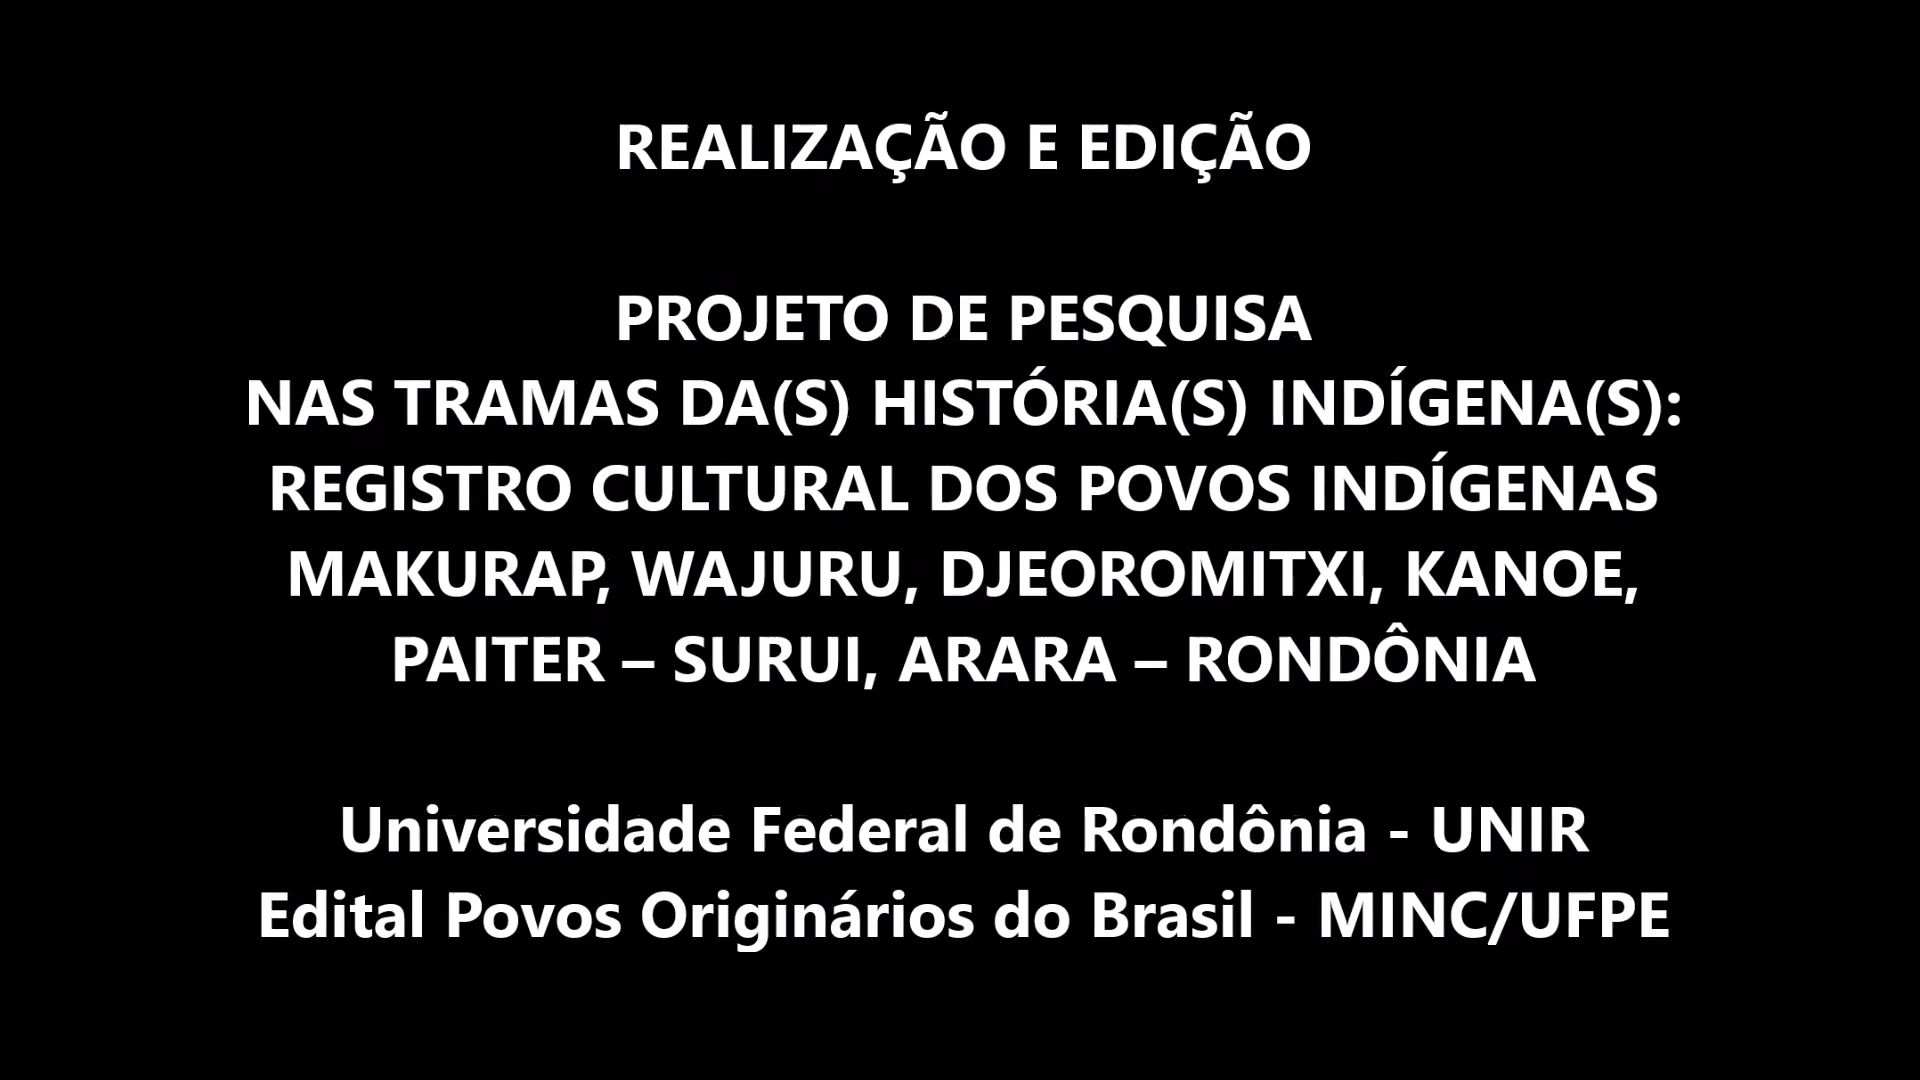 REALIZAÇÃO E EDIÇÃO
PROJETO DE PESQUISA
NAS TRAMAS DA(S) HISTÓRIA(S) INDÍGENA(S):
REGISTRO CULTURAL DOS POVOS INDÍGENAS
MAKURAP, WAJURU, DJEOROMITXI, KANOE,
PAITER – SURUI, ARARA – RONDÔNIA
Universidade Federal de Rondônia - UNIR
Edital Povos Originários do Brasil - MINC/UFPE